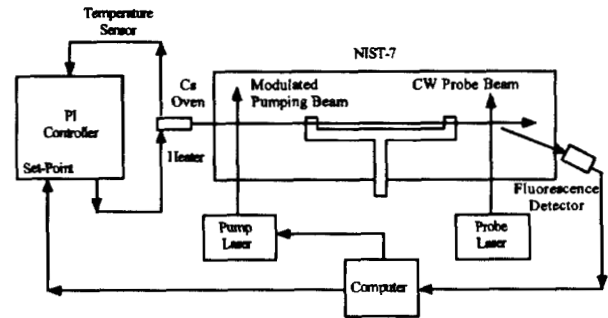 Temperature
Sensor
NIST-7
Cs
Oven
Modulated
Pumping Beam
CW Probe Beam
PI
Controller
Heater
Set-Point
Fluorescence
Detector
Pump
Laser
Probe
Laser
Computer